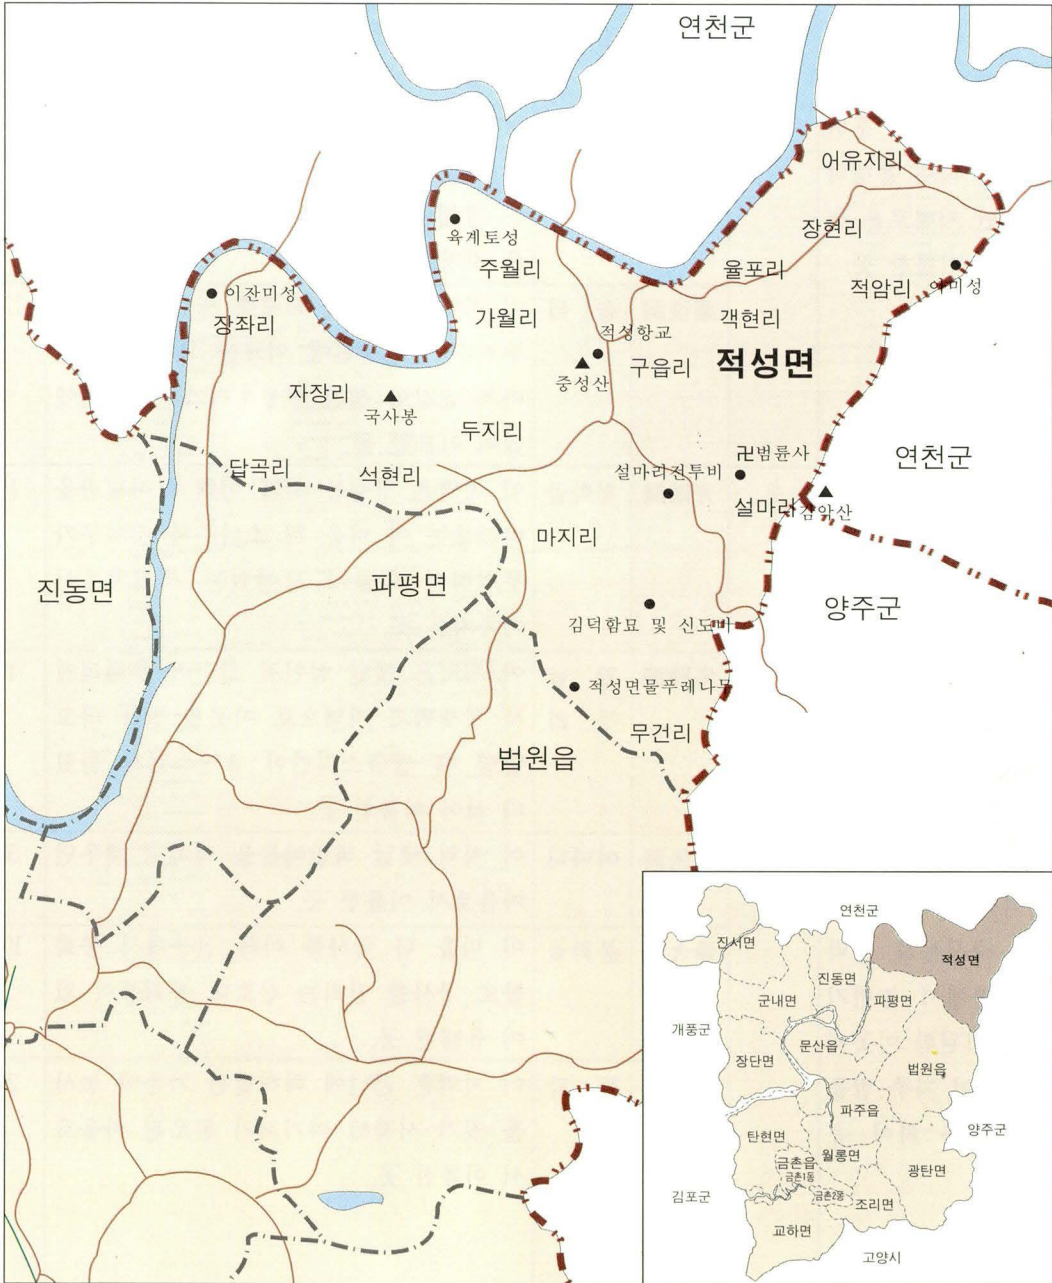 연천군
어유지리
육계토성
장현리
주월리
율포리
이잔미성
적암리
아미성
장좌리
가월리
객현리
적성향교
구읍리
적성면
중성산
자장리
국사봉
두지리
범륜사
연천군
답곡리
석현리
설마리전투비
설마리
감악산
마지리
진동면
파평면
양주군
김덕함묘 및 신도비
적성면물푸레나무
무건리
법원읍
연천군
진서면
적성면
진동면
군내면
파평면
개풍군
문산읍
장단면
법원읍
파주읍
양주군
탄현면
월롱면
금촌읍
광탄면
금촌1동
김포군
금촌2동
조리면
교하면
고양시